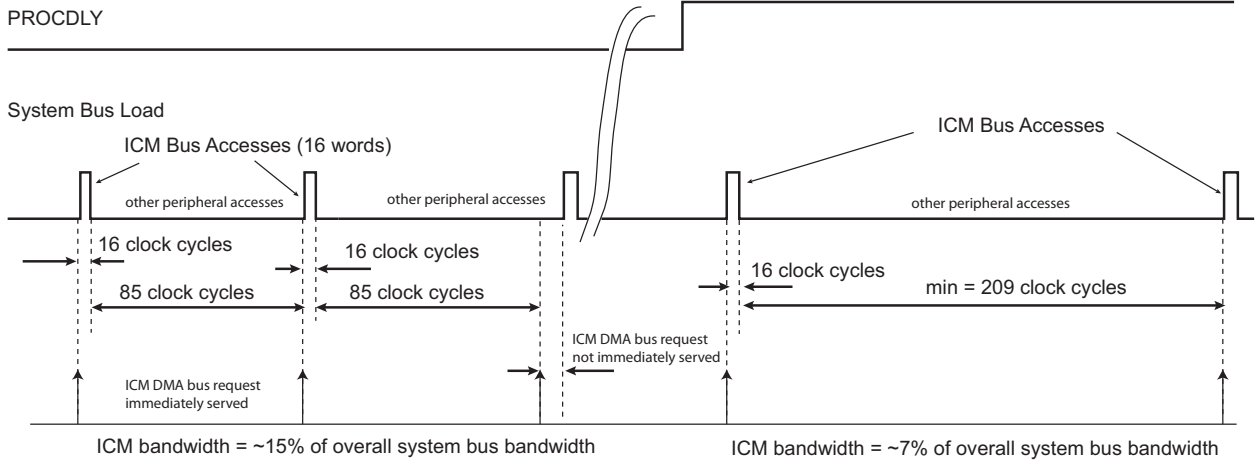 PROCDLY
System Bus Load
ICM Bus Accesses (16 words)
ICM Bus Accesses
other peripheral accesses
other peripheral accesses
other peripheral accesses
16 clock cycles
16 clock cycles
16 clock cycles
85 clock cycles
85 clock cycles
min = 209 clock cycles
ICM DMA bus request
not immediately served
ICM DMA bus request
immediately served
ICM bandwidth = ~15% of overall system bus bandwidth
ICM bandwidth = ~7% of overall system bus bandwidth